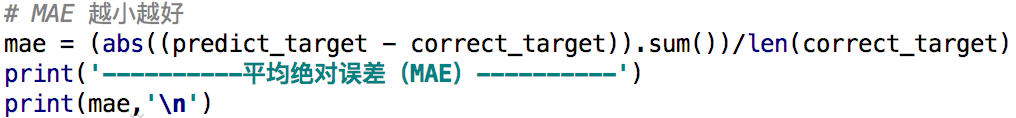 # MAE 越小越好
mae = (abs((predict_target - correct_target)).sum())/len(correct_target)
print('----------平均绝对误差（MAE）----------')
print(mae,'\n')